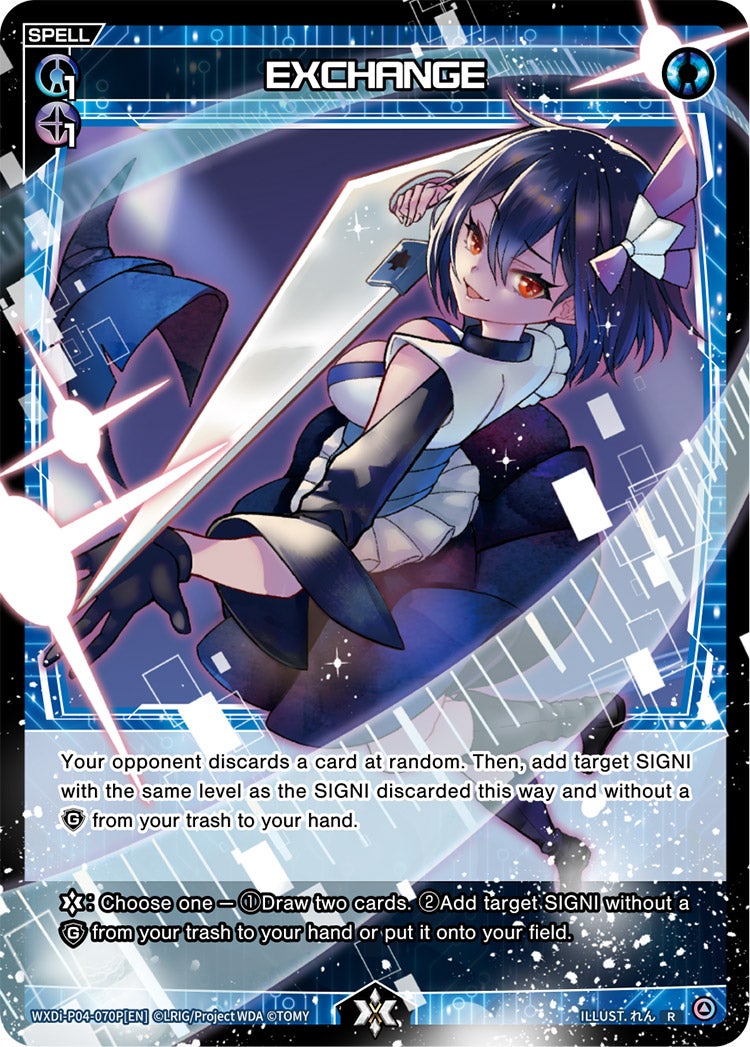 SPELL
EXCHANGE
1
1
Your opponent discards a card at random. Then, add target SIGNI
with the same level as the SIGNI discarded this way and without a
G from your trash to your hand.
: Choose one – ①Draw two cards. ②Add target SIGNI without a
G from your trash to your hand or put it onto your field.
WXDi-P04-070P[EN] ©LRIG/Project WDA ©TOMY
ILLUST. れん R